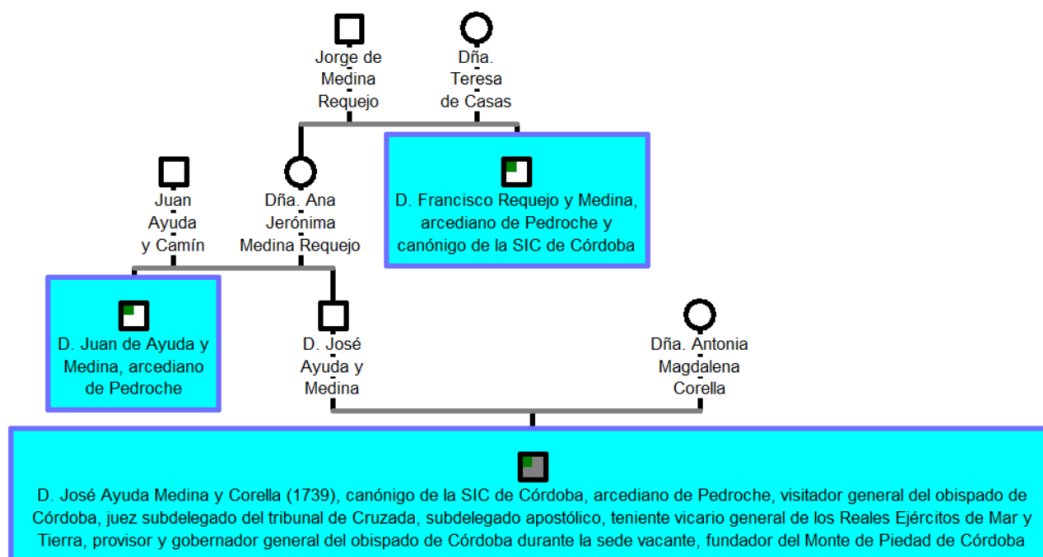 Jorge de
Medina
Requejo
Dña.
Teresa
de Casas
D. Francisco Requejo y Medina,
arcediano de Pedroche y
canónigo de la SIC de Córdoba
Juan
Ayuda
y Camín
Dña. Ana
Jerónima
Medina Requejo
D. Juan de Ayuda y
Medina, arcediano
de Pedroche
D. José
Ayuda y
Medina
Dña. Antonia
Magdalena
Corella
D. José Ayuda Medina y Corella (1739), canónigo de la SIC de Córdoba, arcediano de Pedroche, visitador general del obispado de
Córdoba, juez subdelegado del tribunal de Cruzada, subdelegado apostólico, teniente vicario general de los Reales Ejércitos de Mar y
Tierra, provisor y gobernador general del obispado de Córdoba durante la sede vacante, fundador del Monte de Piedad de Córdoba